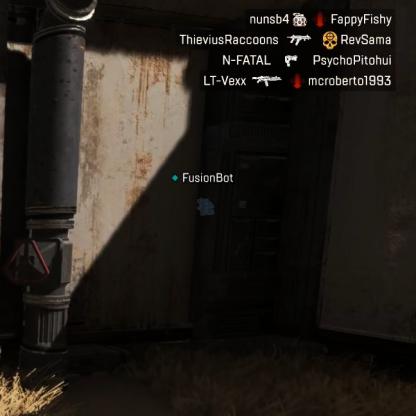 nunsb4 FappyFishy
ThieviusRaccoons RevSama
N-FATAL PsychoPitohui
LT-Vexx mcroberto1993
FusionBot